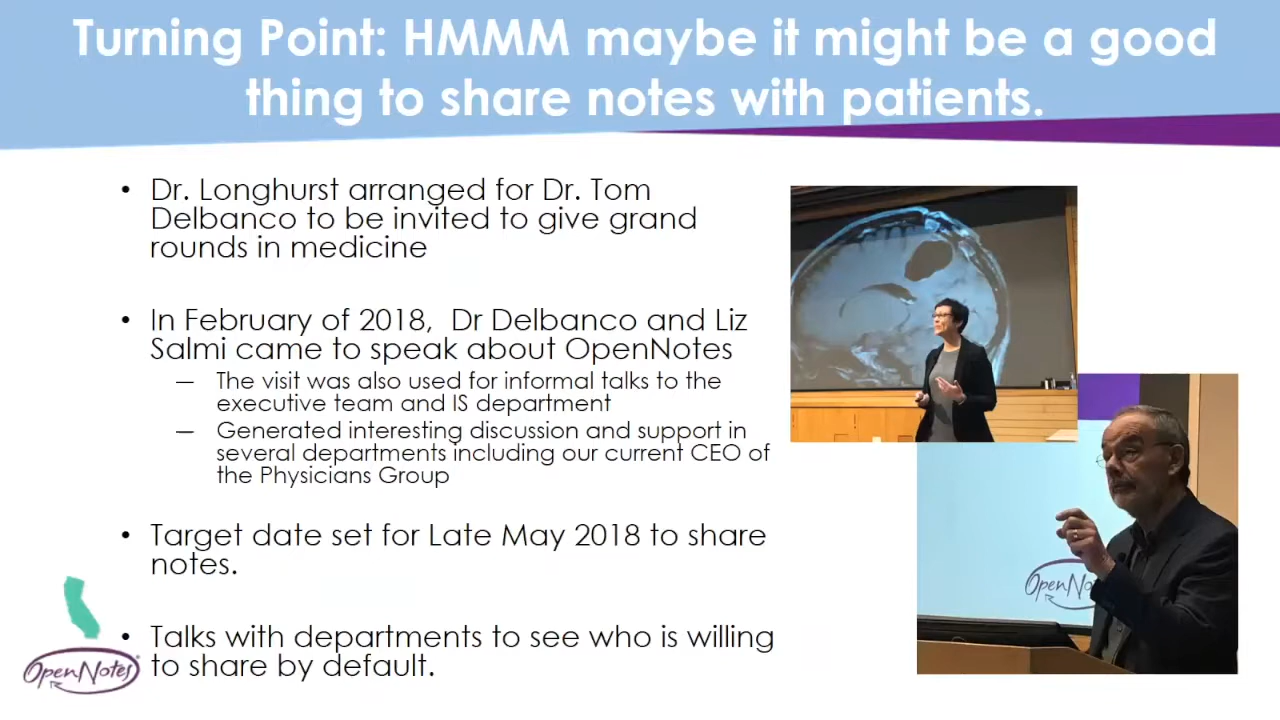 Turning Point: HMMM maybe it might be a good
thing to share notes with patients.
• Dr. Longhurst arranged for Dr. Tom
Delbanco to be invited to give grand
rounds in medicine
• In February of 2018, Dr Delbanco and Liz
Salmi came to speak about OpenNotes
— The visit was also used for informal talks to the
executive team and IS department
— Generated interesting discussion and support in
several departments including our current CEO of
the Physicians Group
• Target date set for Late May 2018 to share
notes.
• Talks with departments to see who is willing
to share by default.
OpenNotes
OpenNo